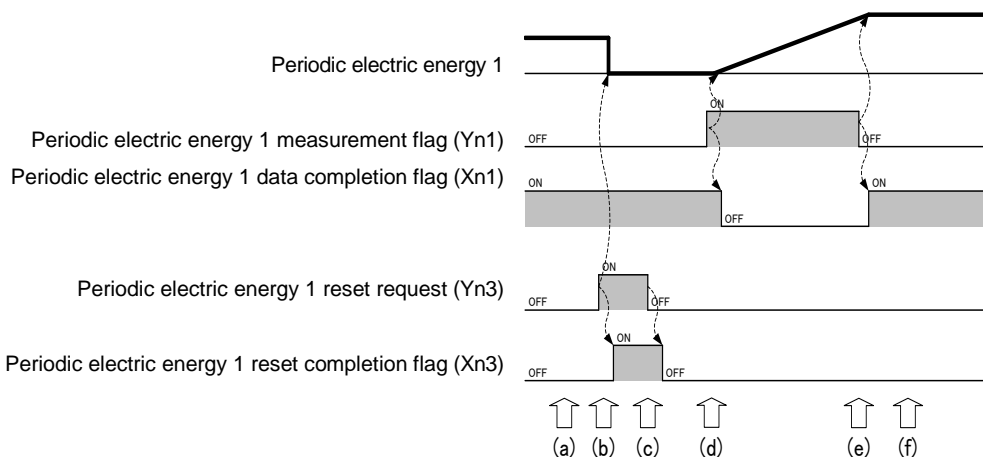 Periodic electric energy 1
ON
Periodic electric energy 1 measurement flag (Yn1)
OFF
OFF
Periodic electric energy 1 data completion flag (Xn1)
ON
ON
OFF
ON
Periodic electric energy 1 reset request (Yn3)
OFF
OFF
ON
Periodic electric energy 1 reset completion flag (Xn3)
OFF
OFF
(a) (b) (c) (d) (e) (f)